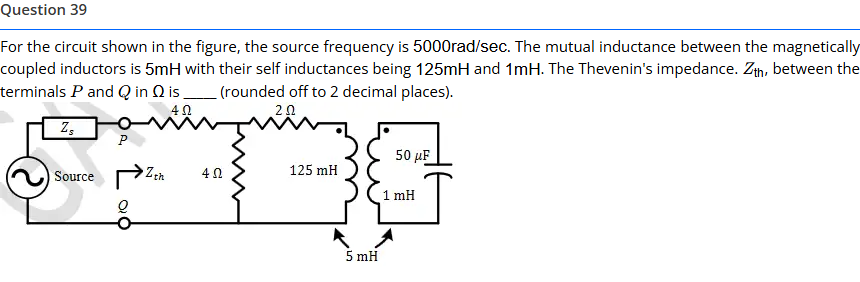 Question 39
For the circuit shown in the figure, the source frequency is 5000rad/sec. The mutual inductance between the magnetically
coupled inductors is 5mH with their self inductances being 125mH and 1mH. The Thevenin's impedance. Zth, between the
terminals P and Q in Ω is ____ (rounded off to 2 decimal places).
4 Ω
2 Ω
Zs
P
50 μF
Source
Zth
4 Ω
125 mH
1 mH
Q
5 mH